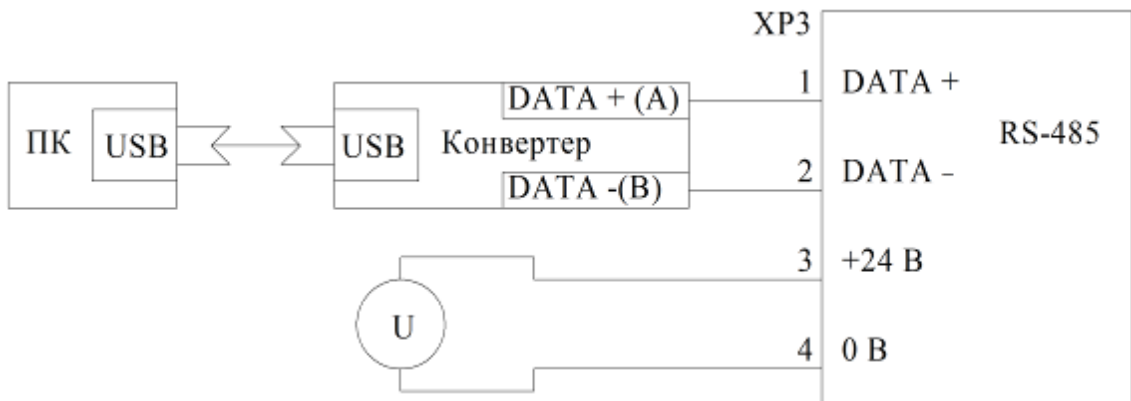 XP3
1 DATA +
DATA + (A)
RS-485
ПК USB USB Конвертер
2 DATA -
DATA -(B)
3 +24 В
U
4 0 В